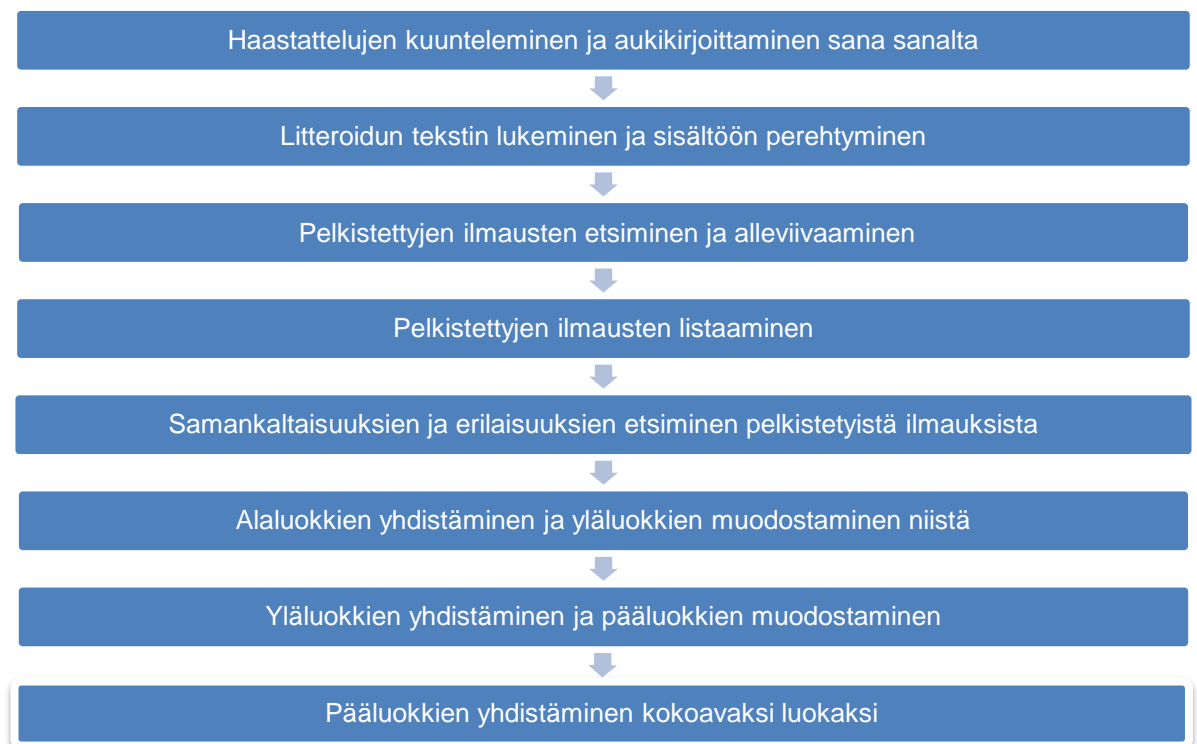 Haastattelujen kuunteleminen ja aukikirjoittaminen sana sanalta
Litteroidun tekstin lukeminen ja sisältöön perehtyminen
Pelkistettyjen ilmausten etsiminen ja alleviivaaminen
Pelkistettyjen ilmausten listaaminen
Samankaltaisuuksien ja erilaisuuksien etsiminen pelkistetyistä ilmauksista
Alaluokkien yhdistäminen ja yläluokkien muodostaminen niistä
Yläluokkien yhdistäminen ja pääluokkien muodostaminen
Pääluokkien yhdistäminen kokoavaksi luokaksi